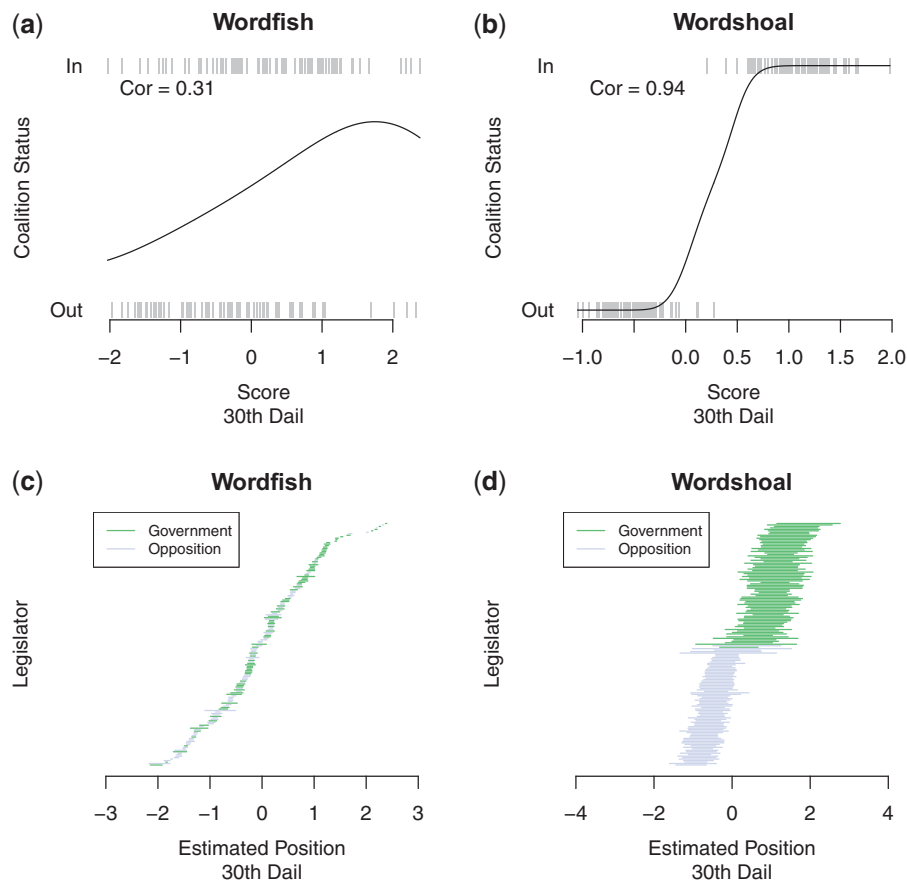 (a) Wordfish
In
Cor = 0.31
Coalition Status
Out
−2 −1 0 1 2
Score
30th Dail
(b) Wordshoal
In
Cor = 0.94
Coalition Status
Out
−1.0 0.0 0.5 1.0 1.5 2.0
Score
30th Dail
(c) Wordfish
Government
Opposition
Legislator
−3 −2 −1 0 1 2 3
Estimated Position
30th Dail
(d) Wordshoal
Government
Opposition
Legislator
−4 −2 0 2 4
Estimated Position
30th Dail